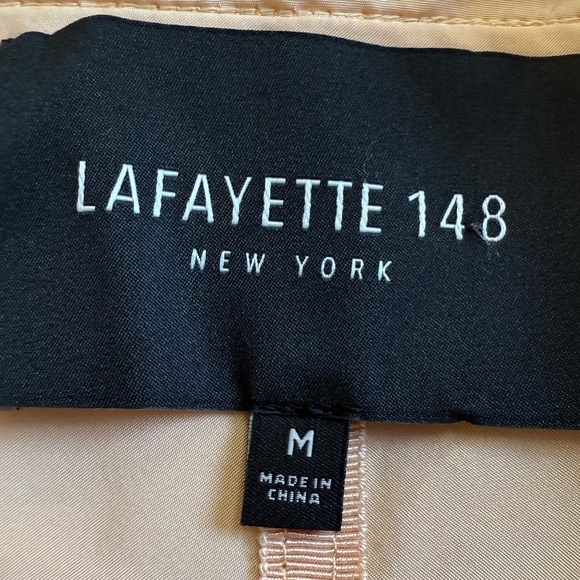 LAFAYETTE 148
NEW YORK
M
MADE IN
CHINA